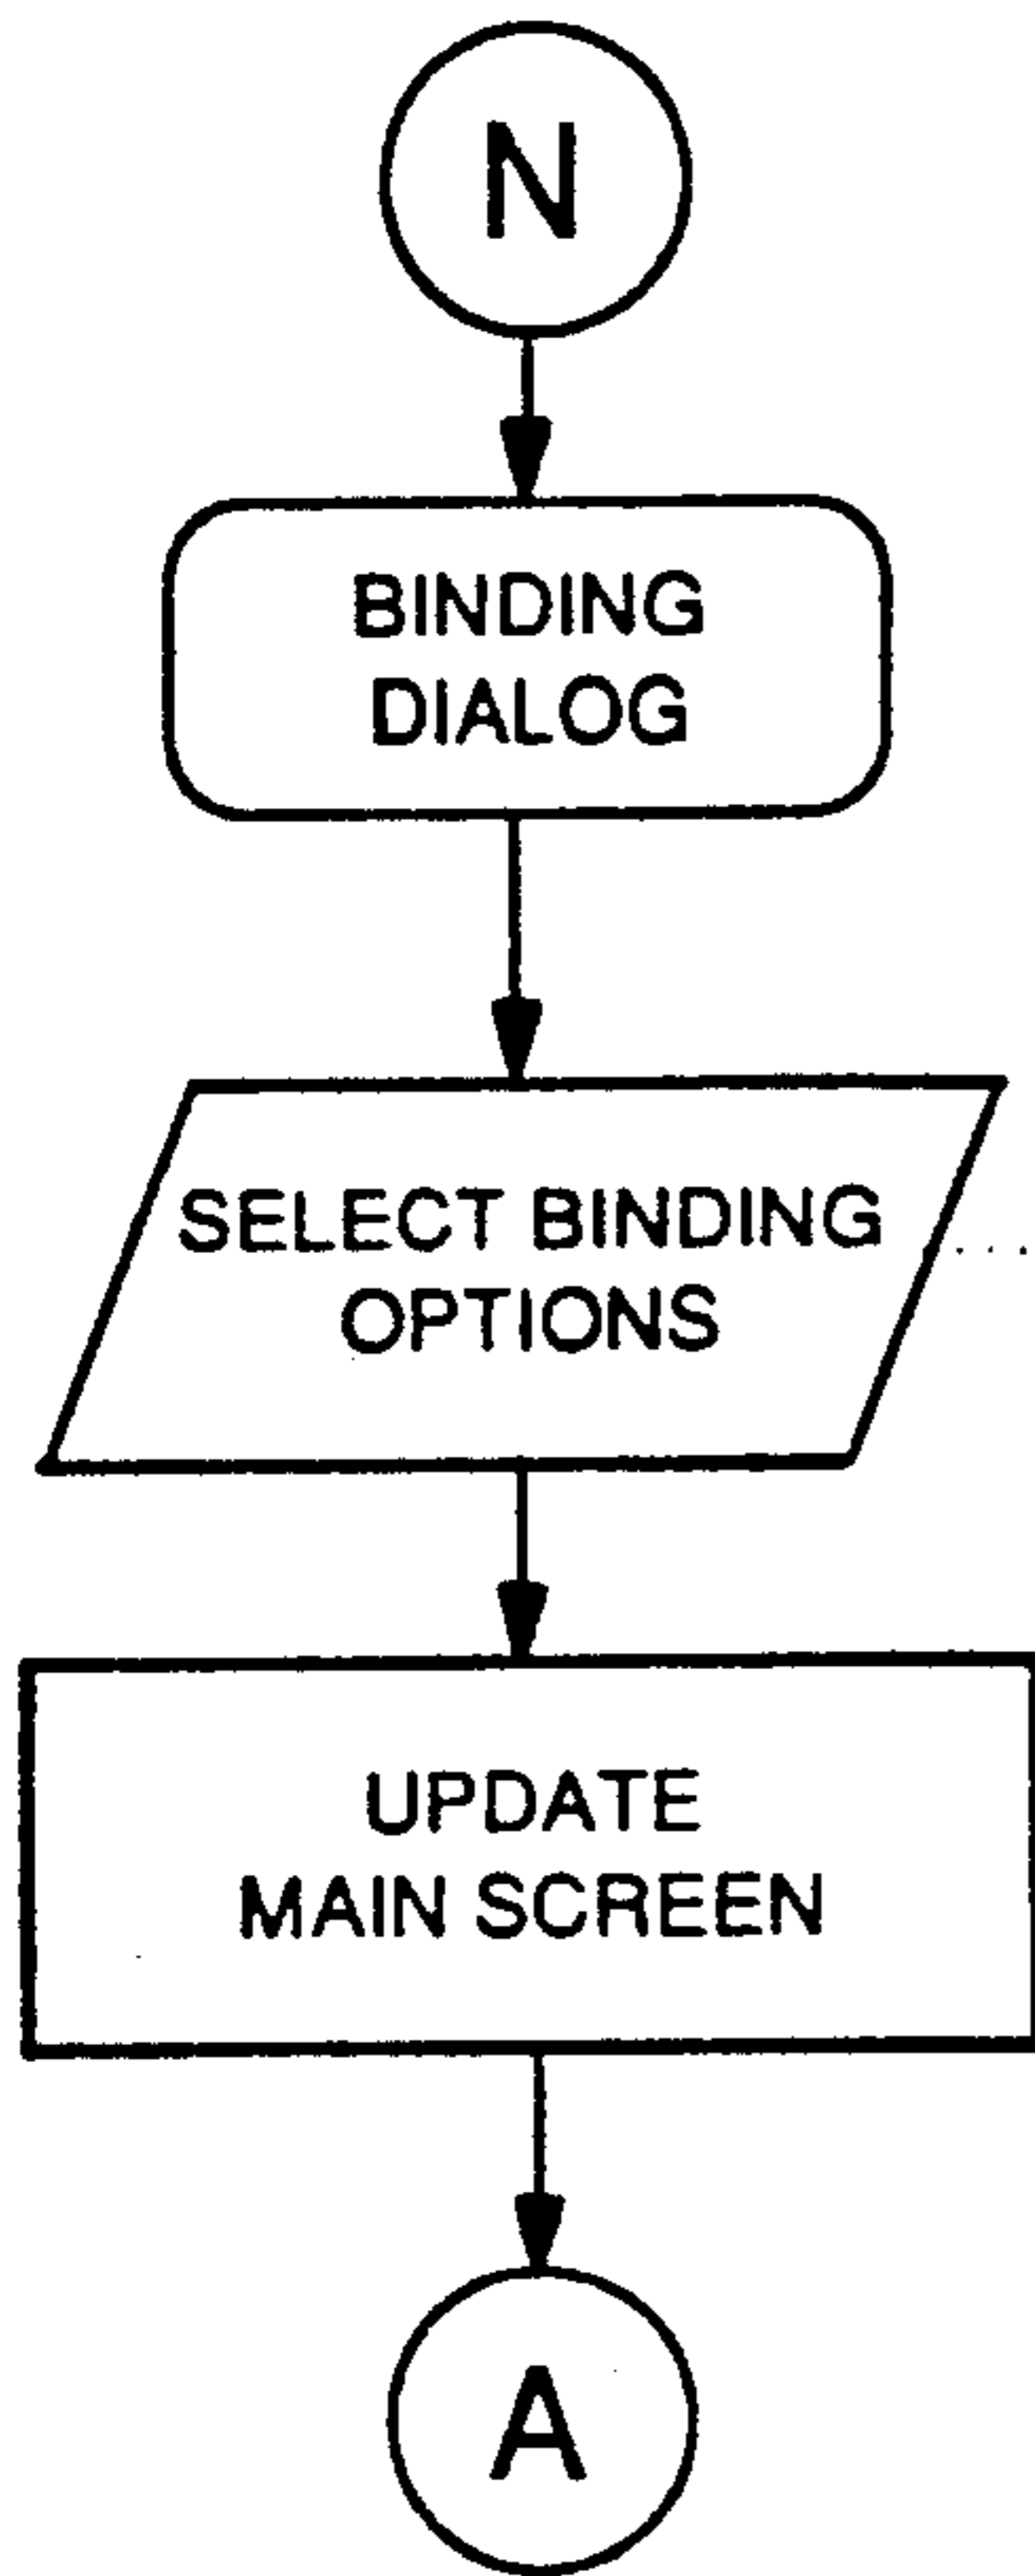 N
BINDING
DIALOG
SELECT BINDING
OPTIONS
UPDATE
MAIN SCREEN
A